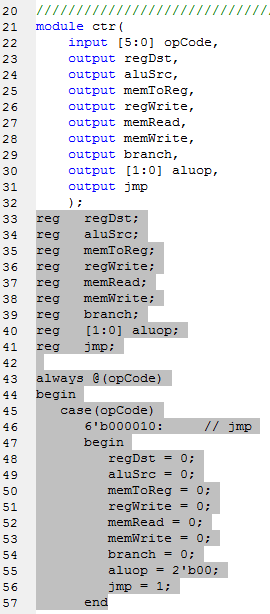 20 /////////////////////////////
21 module ctr(
22 input [5:0] opCode,
23 output regDst,
24 output aluSrc,
25 output memToReg,
26 output regWrite,
27 output memRead,
28 output memWrite,
29 output branch,
30 output [1:0] aluop,
31 output jmp
32 );
33 reg regDst;
34 reg aluSrc;
35 reg memToReg;
36 reg regWrite;
37 reg memRead;
38 reg memWrite;
39 reg branch;
40 reg [1:0] aluop;
41 reg jmp;
42
43 always @(opCode)
44 begin
45 case(opCode)
46 6'b000010: // jmp
47 begin
48 regDst = 0;
49 aluSrc = 0;
50 memToReg = 0;
51 regWrite = 0;
52 memRead = 0;
53 memWrite = 0;
54 branch = 0;
55 aluop = 2'b00;
56 jmp = 1;
57 end